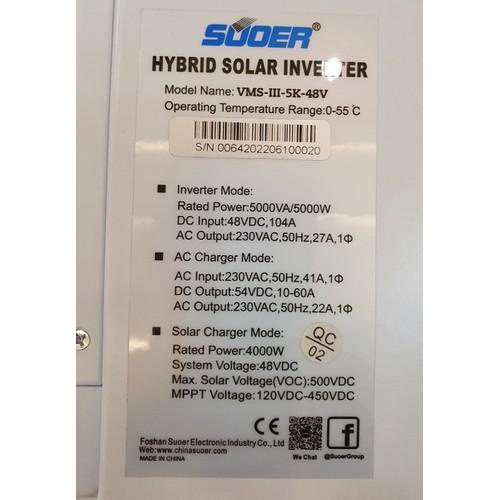 SUOER
HYBRID SOLAR INVERTER
Model Name: VMS-III-5K-48V
Operating Temperature Range:0-55℃
S/N 0064202206100020
Inverter Mode:
Rated Power:5000VA/5000W
DC Input:48VDC,104A
AC Output:230VAC,50Hz,27A,1Φ
AC Charger Mode:
AC Input:230VAC,50Hz,41A,1Φ
DC Output:54VDC,10-60A
AC Output:230VAC,50Hz,22A,1Φ
Solar Charger Mode:
Rated Power:4000W
System Voltage:48VDC
Max. Solar Voltage(VOC):500VDC
MPPT Voltage:120VDC-450VDC
QC
02
CE
Foshan Suoer Electronic Industry Co., Ltd
Web:www.chinasuoer.com
MADE IN CHINA
We Chat
f
@SuoerGroup